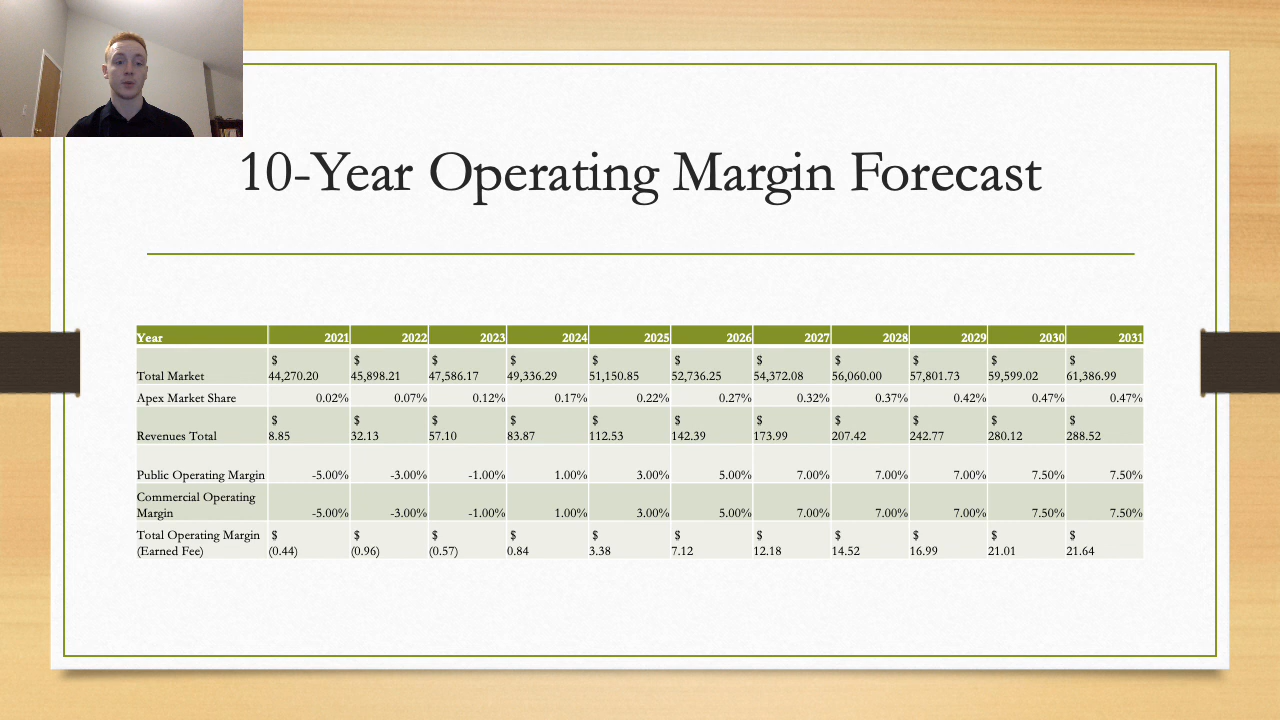 10-Year Operating Margin Forecast
Year 2021 2022 2023 2024 2025 2026 2027 2028 2029 2030 2031
Total Market $ 44,270.20 $ 45,898.21 $ 47,586.17 $ 49,336.29 $ 51,150.85 $ 52,736.25 $ 54,372.08 $ 56,060.00 $ 57,801.73 $ 59,599.02 $ 61,386.99
Apex Market Share 0.02% 0.07% 0.12% 0.17% 0.22% 0.27% 0.32% 0.37% 0.42% 0.47% 0.47%
Revenues Total $ 8.85 $ 32.13 $ 57.10 $ 83.87 $ 112.53 $ 142.39 $ 173.99 $ 207.42 $ 242.77 $ 280.12 $ 288.52
Public Operating Margin -5.00% -3.00% -1.00% 1.00% 3.00% 5.00% 7.00% 7.00% 7.00% 7.50% 7.50%
Commercial Operating
Margin -5.00% -3.00% -1.00% 1.00% 3.00% 5.00% 7.00% 7.00% 7.00% 7.50% 7.50%
Total Operating Margin $ $ $ $ $ $ $ $ $ $ $
(Earned Fee) (0.44) (0.96) (0.57) 0.84 3.38 7.12 12.18 14.52 16.99 21.01 21.64